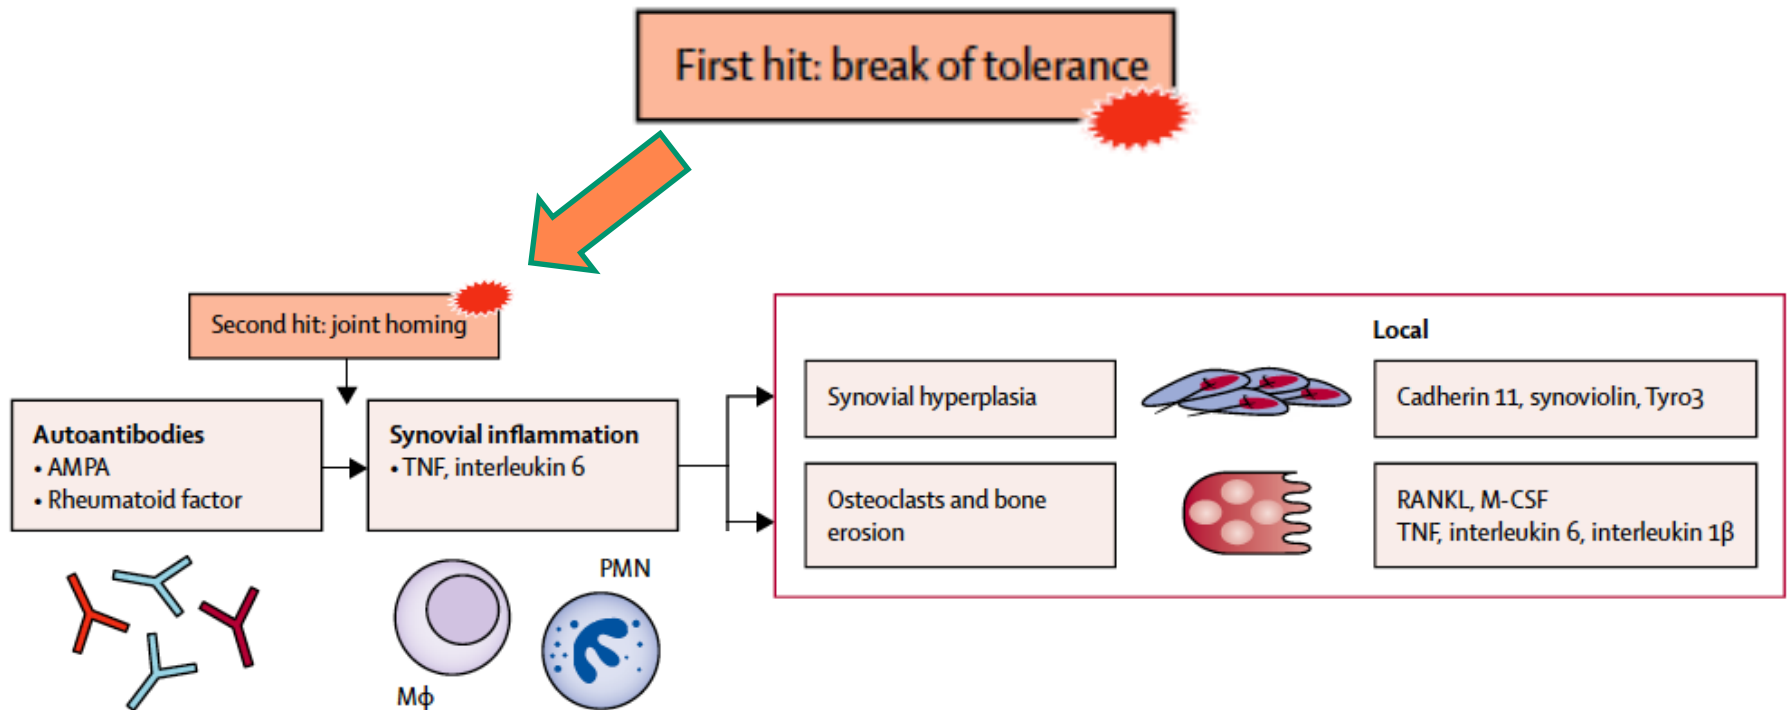 First hit: break of tolerance
Second hit: joint homing
Autoantibodies
• AMPA
• Rheumatoid factor
Synovial inflammation
• TNF, interleukin 6
PMN
Mϕ
Local
Synovial hyperplasia
Cadherin 11, synoviolin, Tyro3
Osteoclasts and bone
erosion
RANKL, M-CSF
TNF, interleukin 6, interleukin 1β